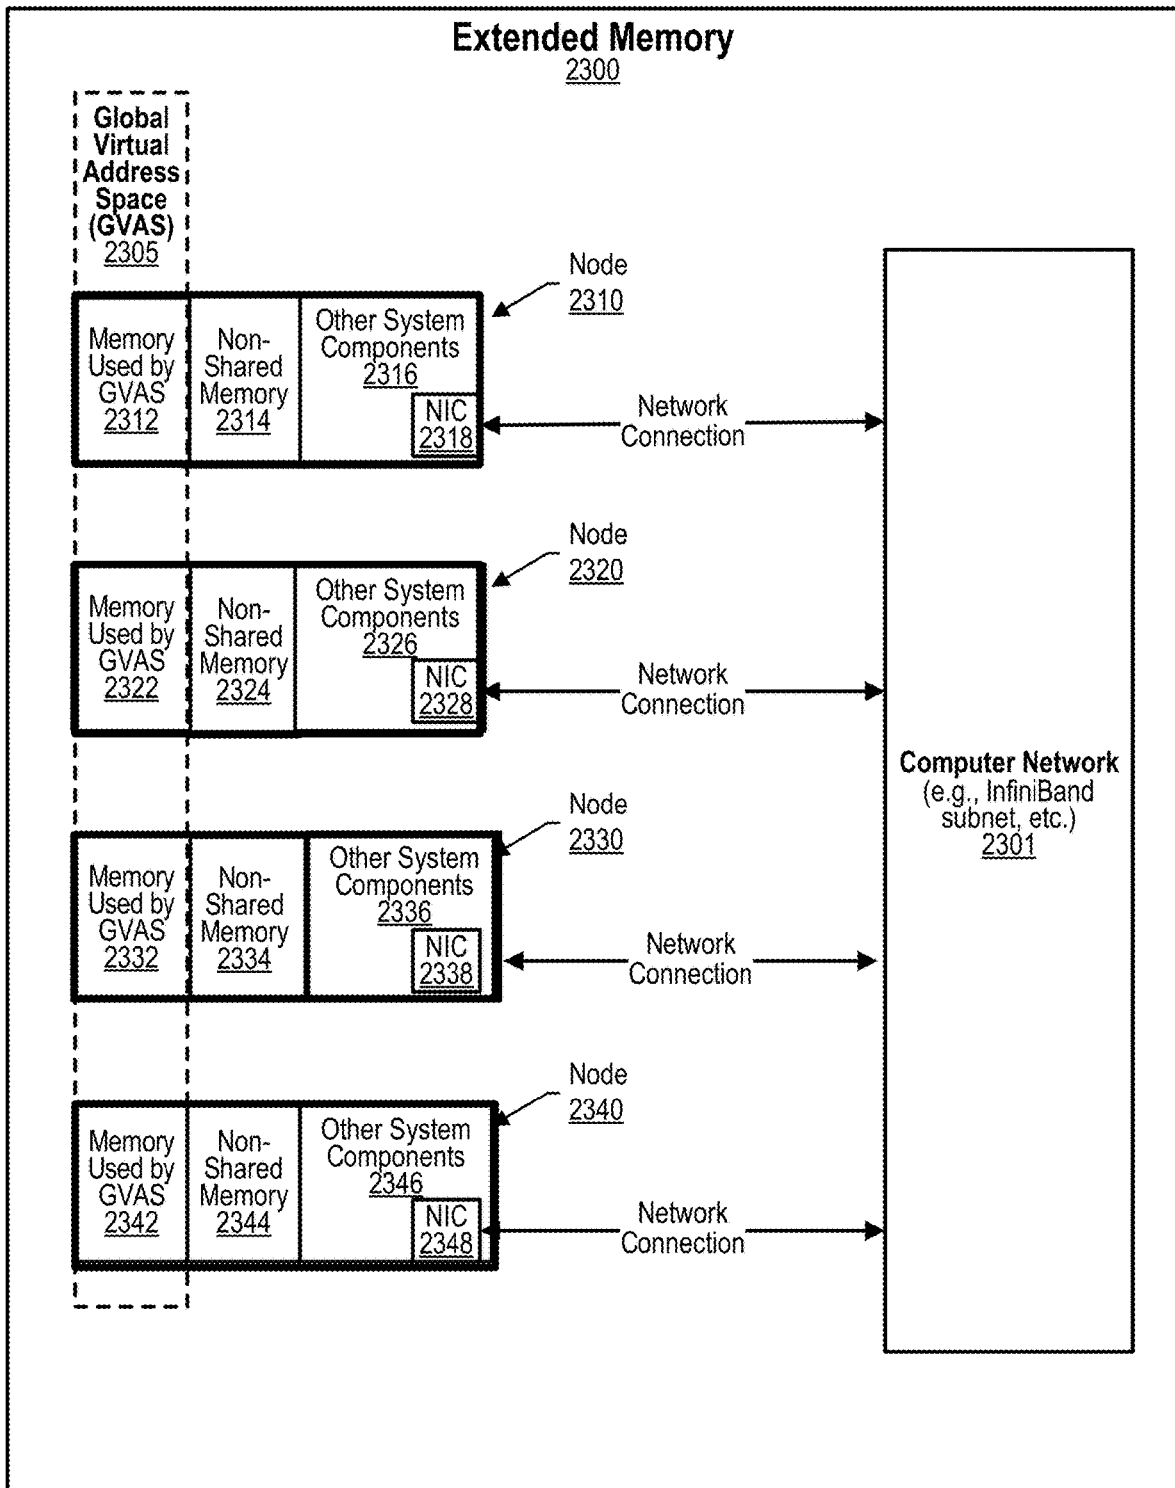 Extended Memory
2300
Global
Virtual
Address
Space
(GVAS)
2305
Node
2310
Memory
Used by
GVAS
2312
Non-
Shared
Memory
2314
Other System
Components
2316
NIC
2318
Network
Connection
Node
2320
Memory
Used by
GVAS
2322
Non-
Shared
Memory
2324
Other System
Components
2326
NIC
2328
Network
Connection
Node
2330
Memory
Used by
GVAS
2332
Non-
Shared
Memory
2334
Other System
Components
2336
NIC
2338
Network
Connection
Node
2340
Memory
Used by
GVAS
2342
Non-
Shared
Memory
2344
Other System
Components
2346
NIC
2348
Network
Connection
Computer Network
(e.g., InfiniBand
subnet, etc.)
2301